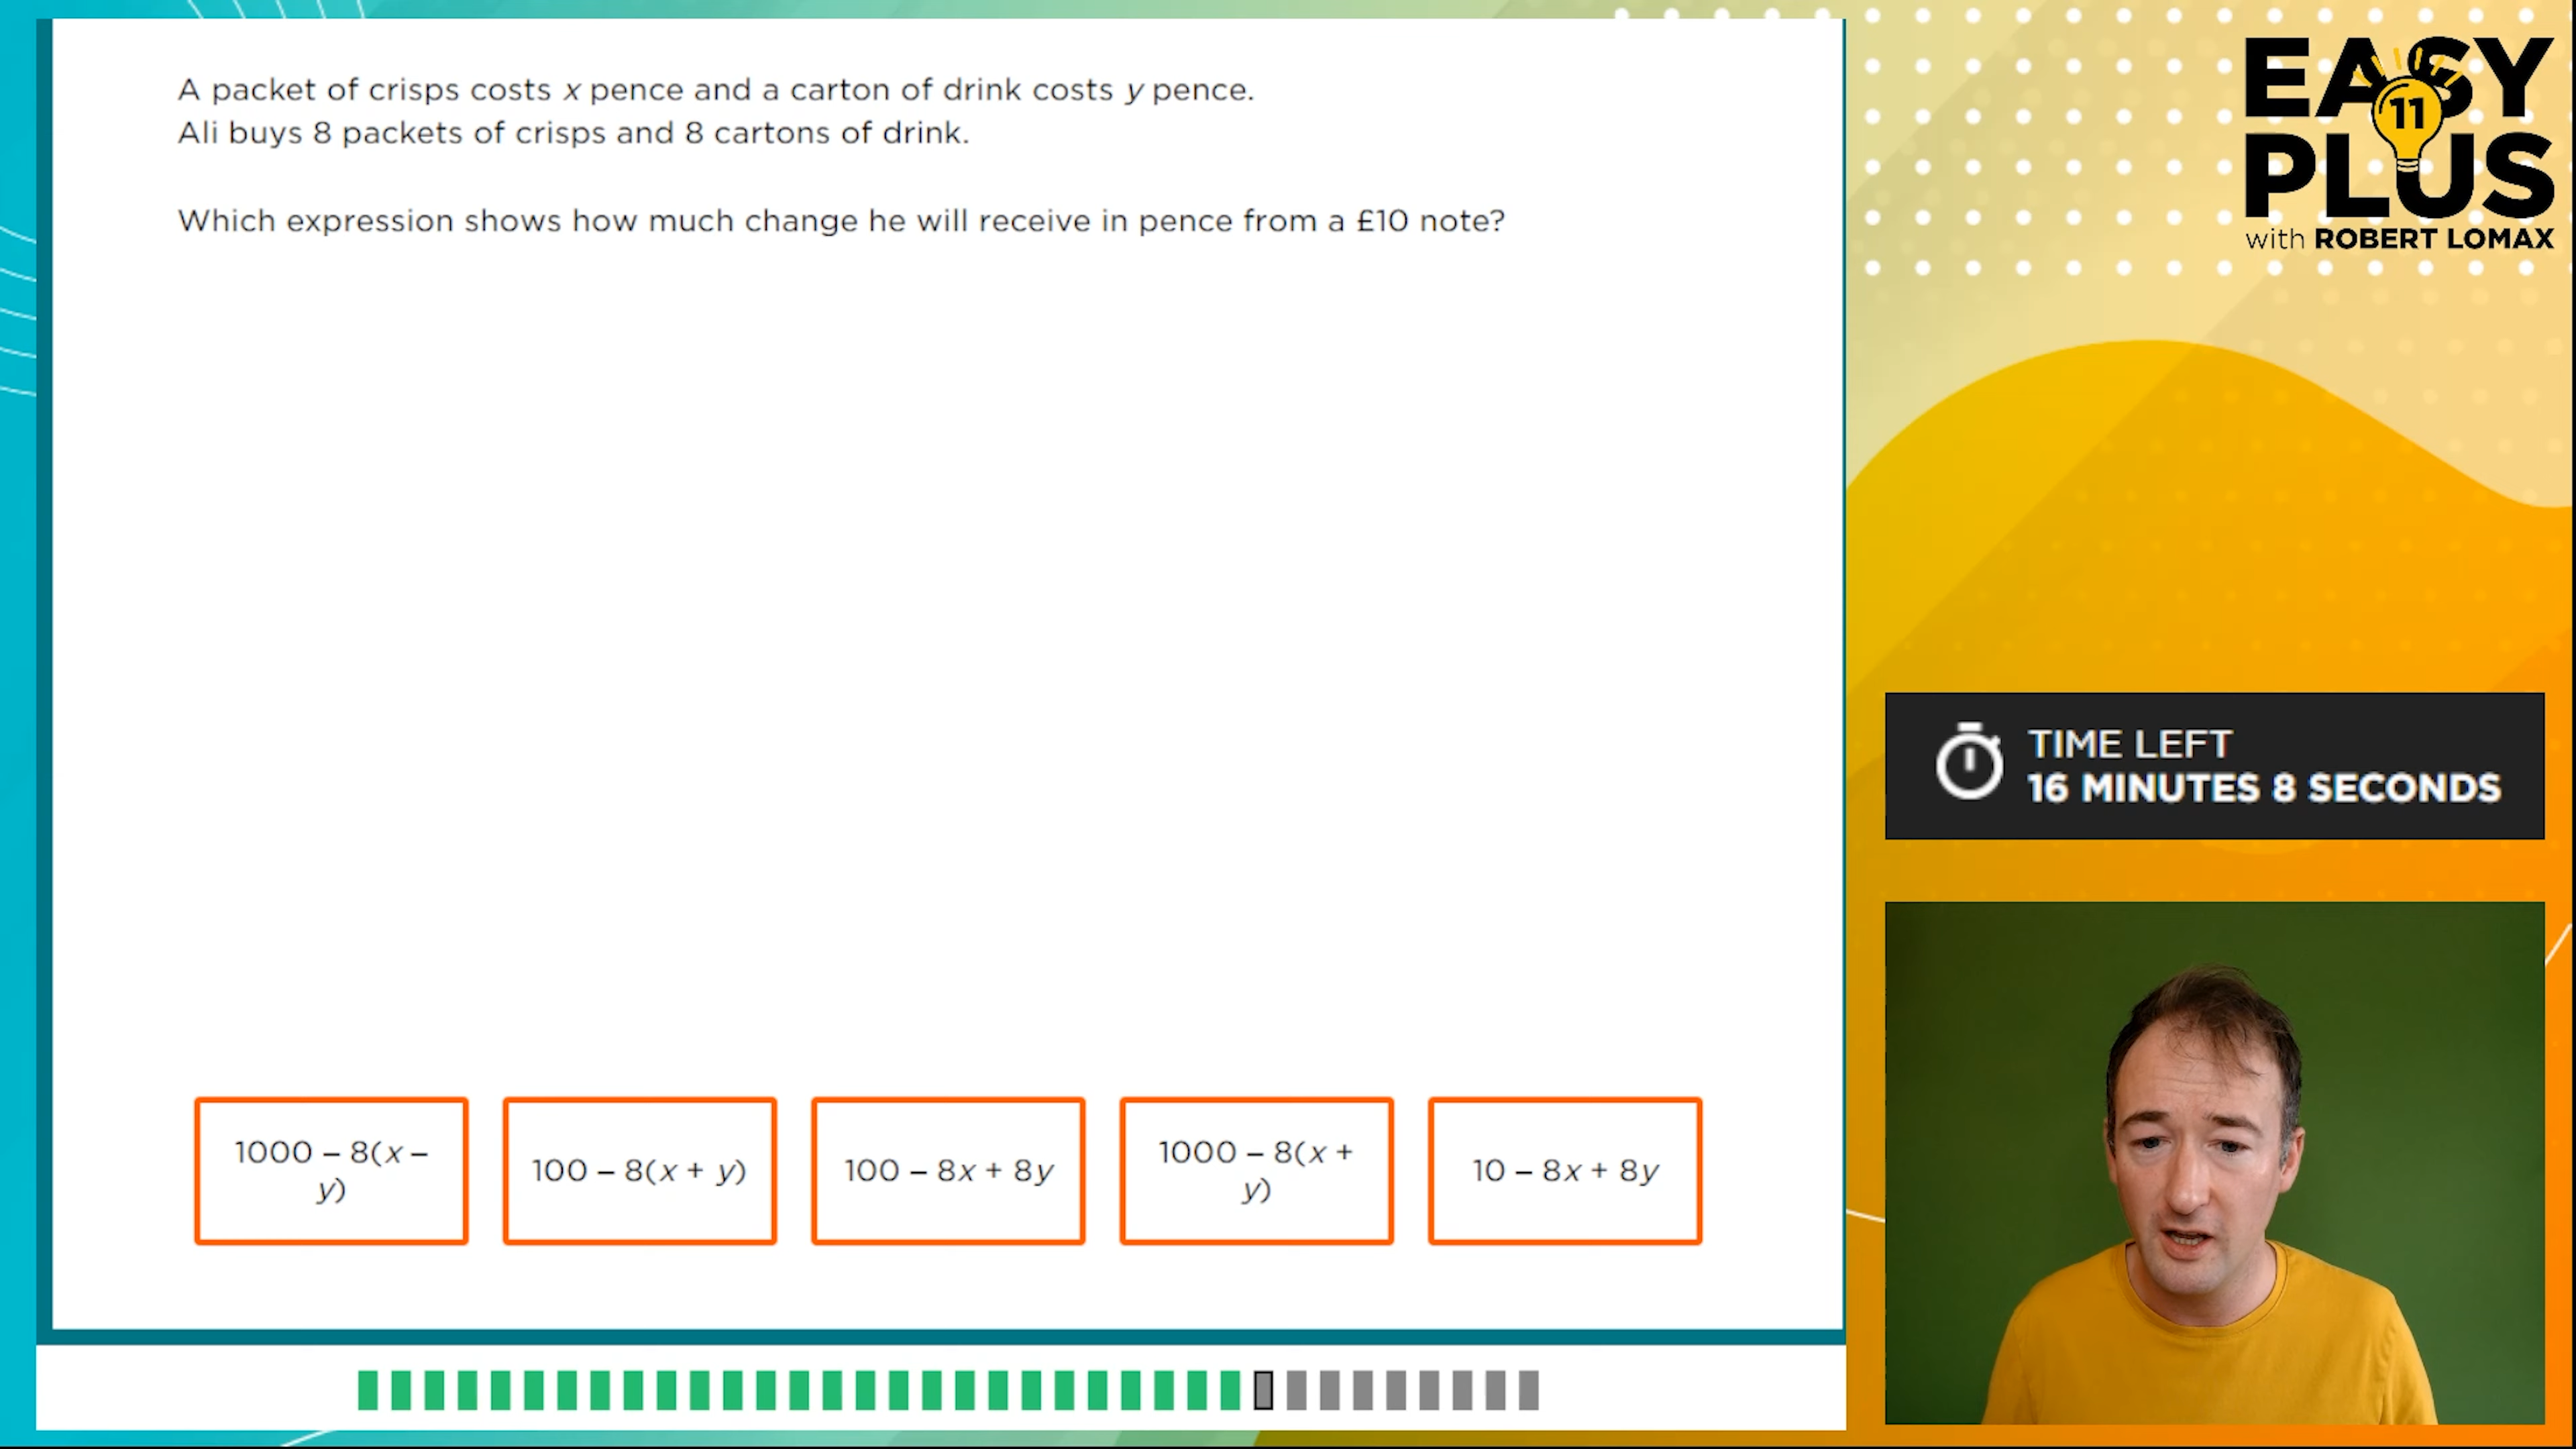 A packet of crisps costs x pence and a carton of drink costs y pence.
Ali buys 8 packets of crisps and 8 cartons of drink.
Which expression shows how much change he will receive in pence from a £10 note?
1000 – 8(x –
y)
100 – 8(x + y)
100 – 8x + 8y
1000 – 8(x +
y)
10 – 8x + 8y
EASY
11
PLUS
with ROBERT LOMAX
TIME LEFT
16 MINUTES 8 SECONDS